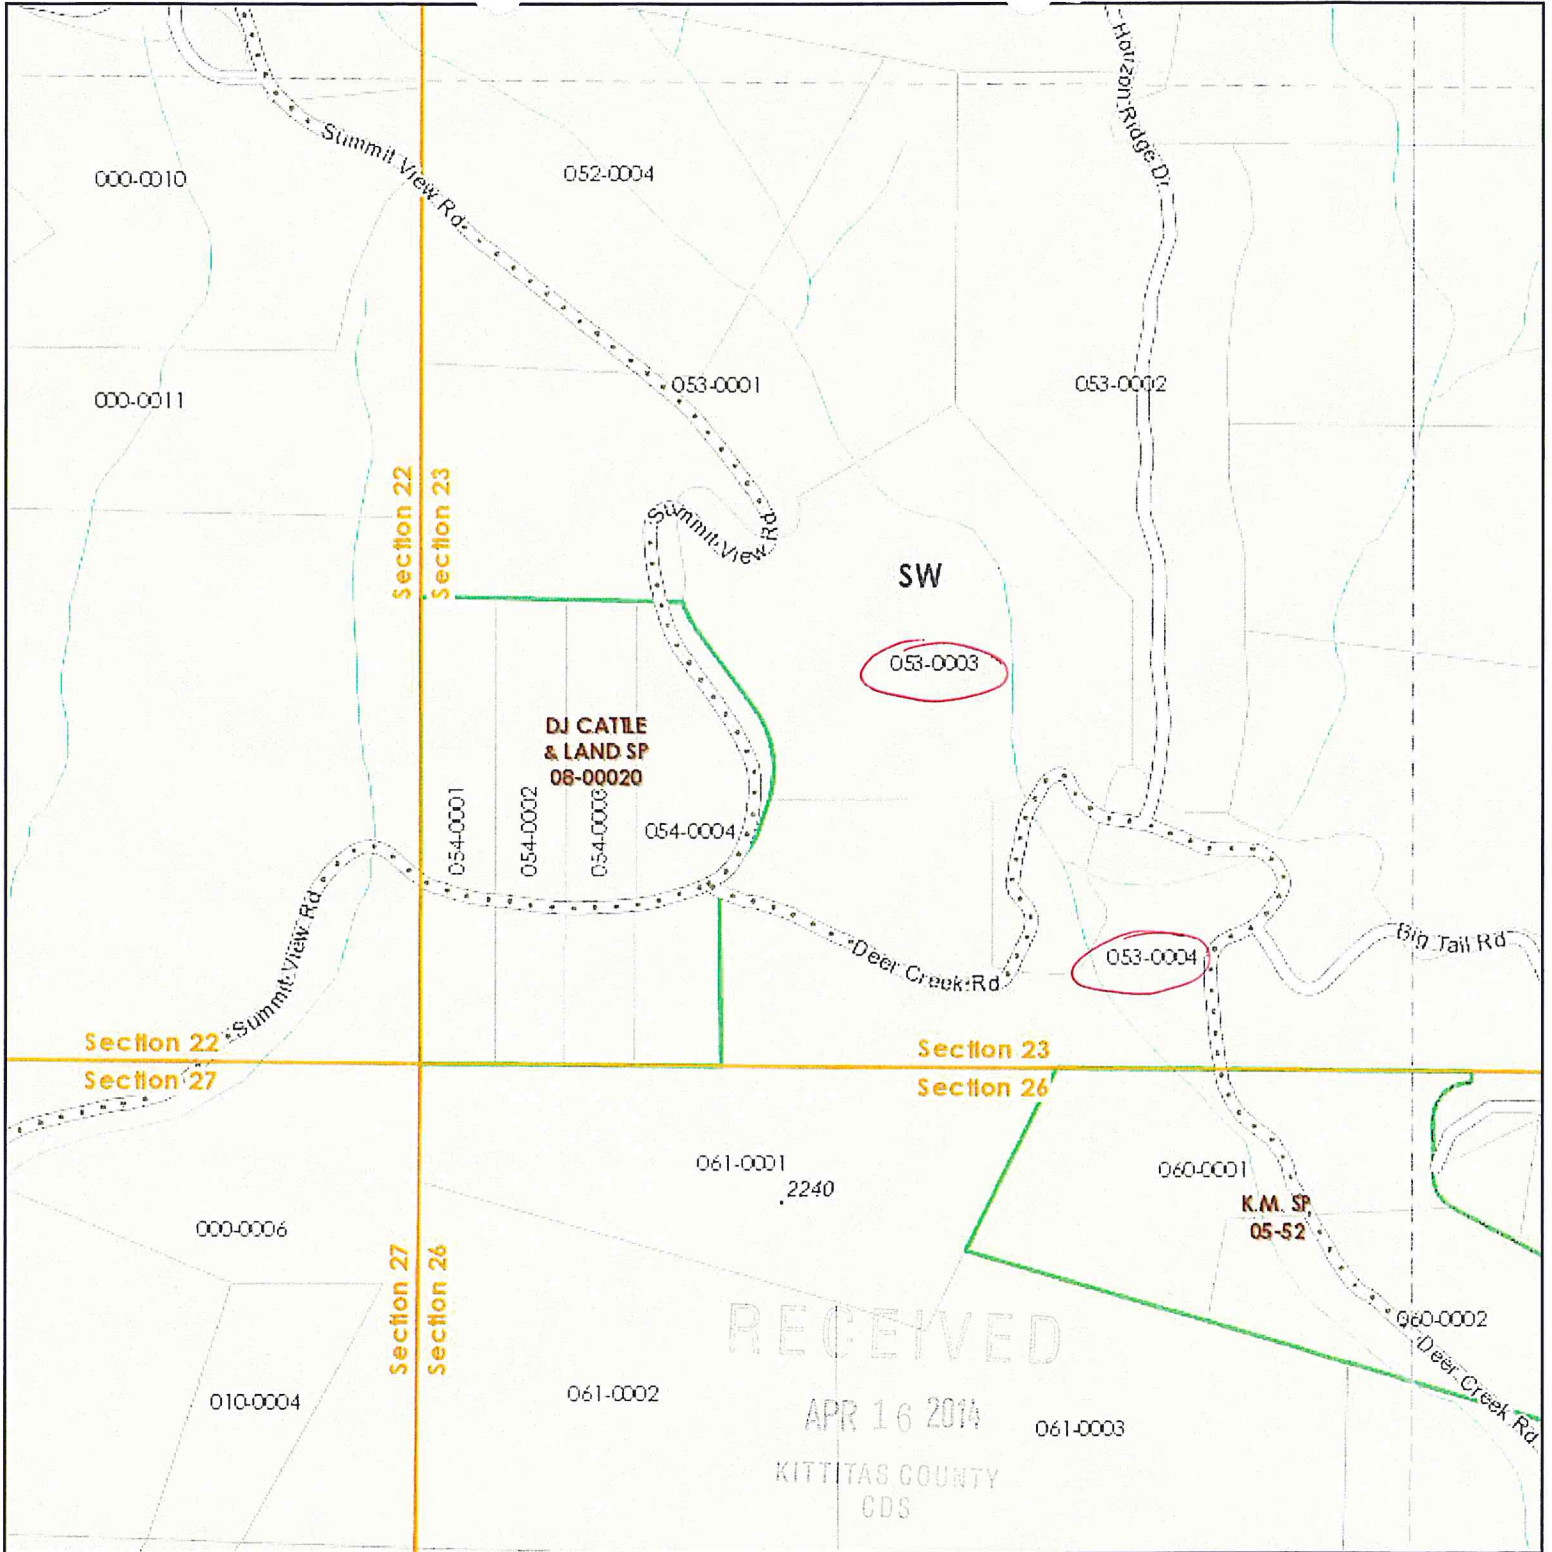 Horizon Ridge Dr
Summit View Rd
000-0010
052-0004
053-0001
053-0002
000-0011
Section 22
Section 23
Summit View Rd
SW
053-0003
DJ CATTLE
& LAND SP
08-00020
054-0001
054-0002
054-0003
054-0004
Summit View Rd
Deer Creek Rd
053-0004
Big Tail Rd
Section 22
Section 27
Section 23
Section 26
061-0001
2240
060-0001
K.M. SP
05-52
000-0006
Section 27
Section 26
060-0002
Deer Creek Rd
RECEIVED
APR 16 2014
KITTITAS COUNTY
CDS
010-0004
061-0002
061-0003